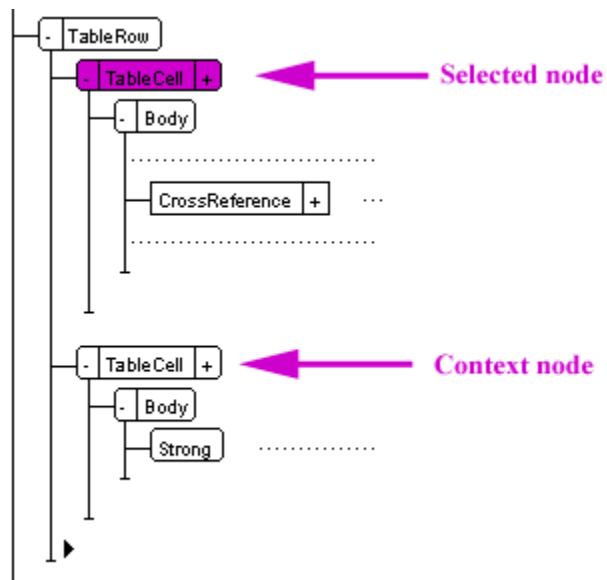 - TableRow
- TableCell +
Selected node
- Body
CrossReference +
- TableCell +
Context node
- Body
Strong